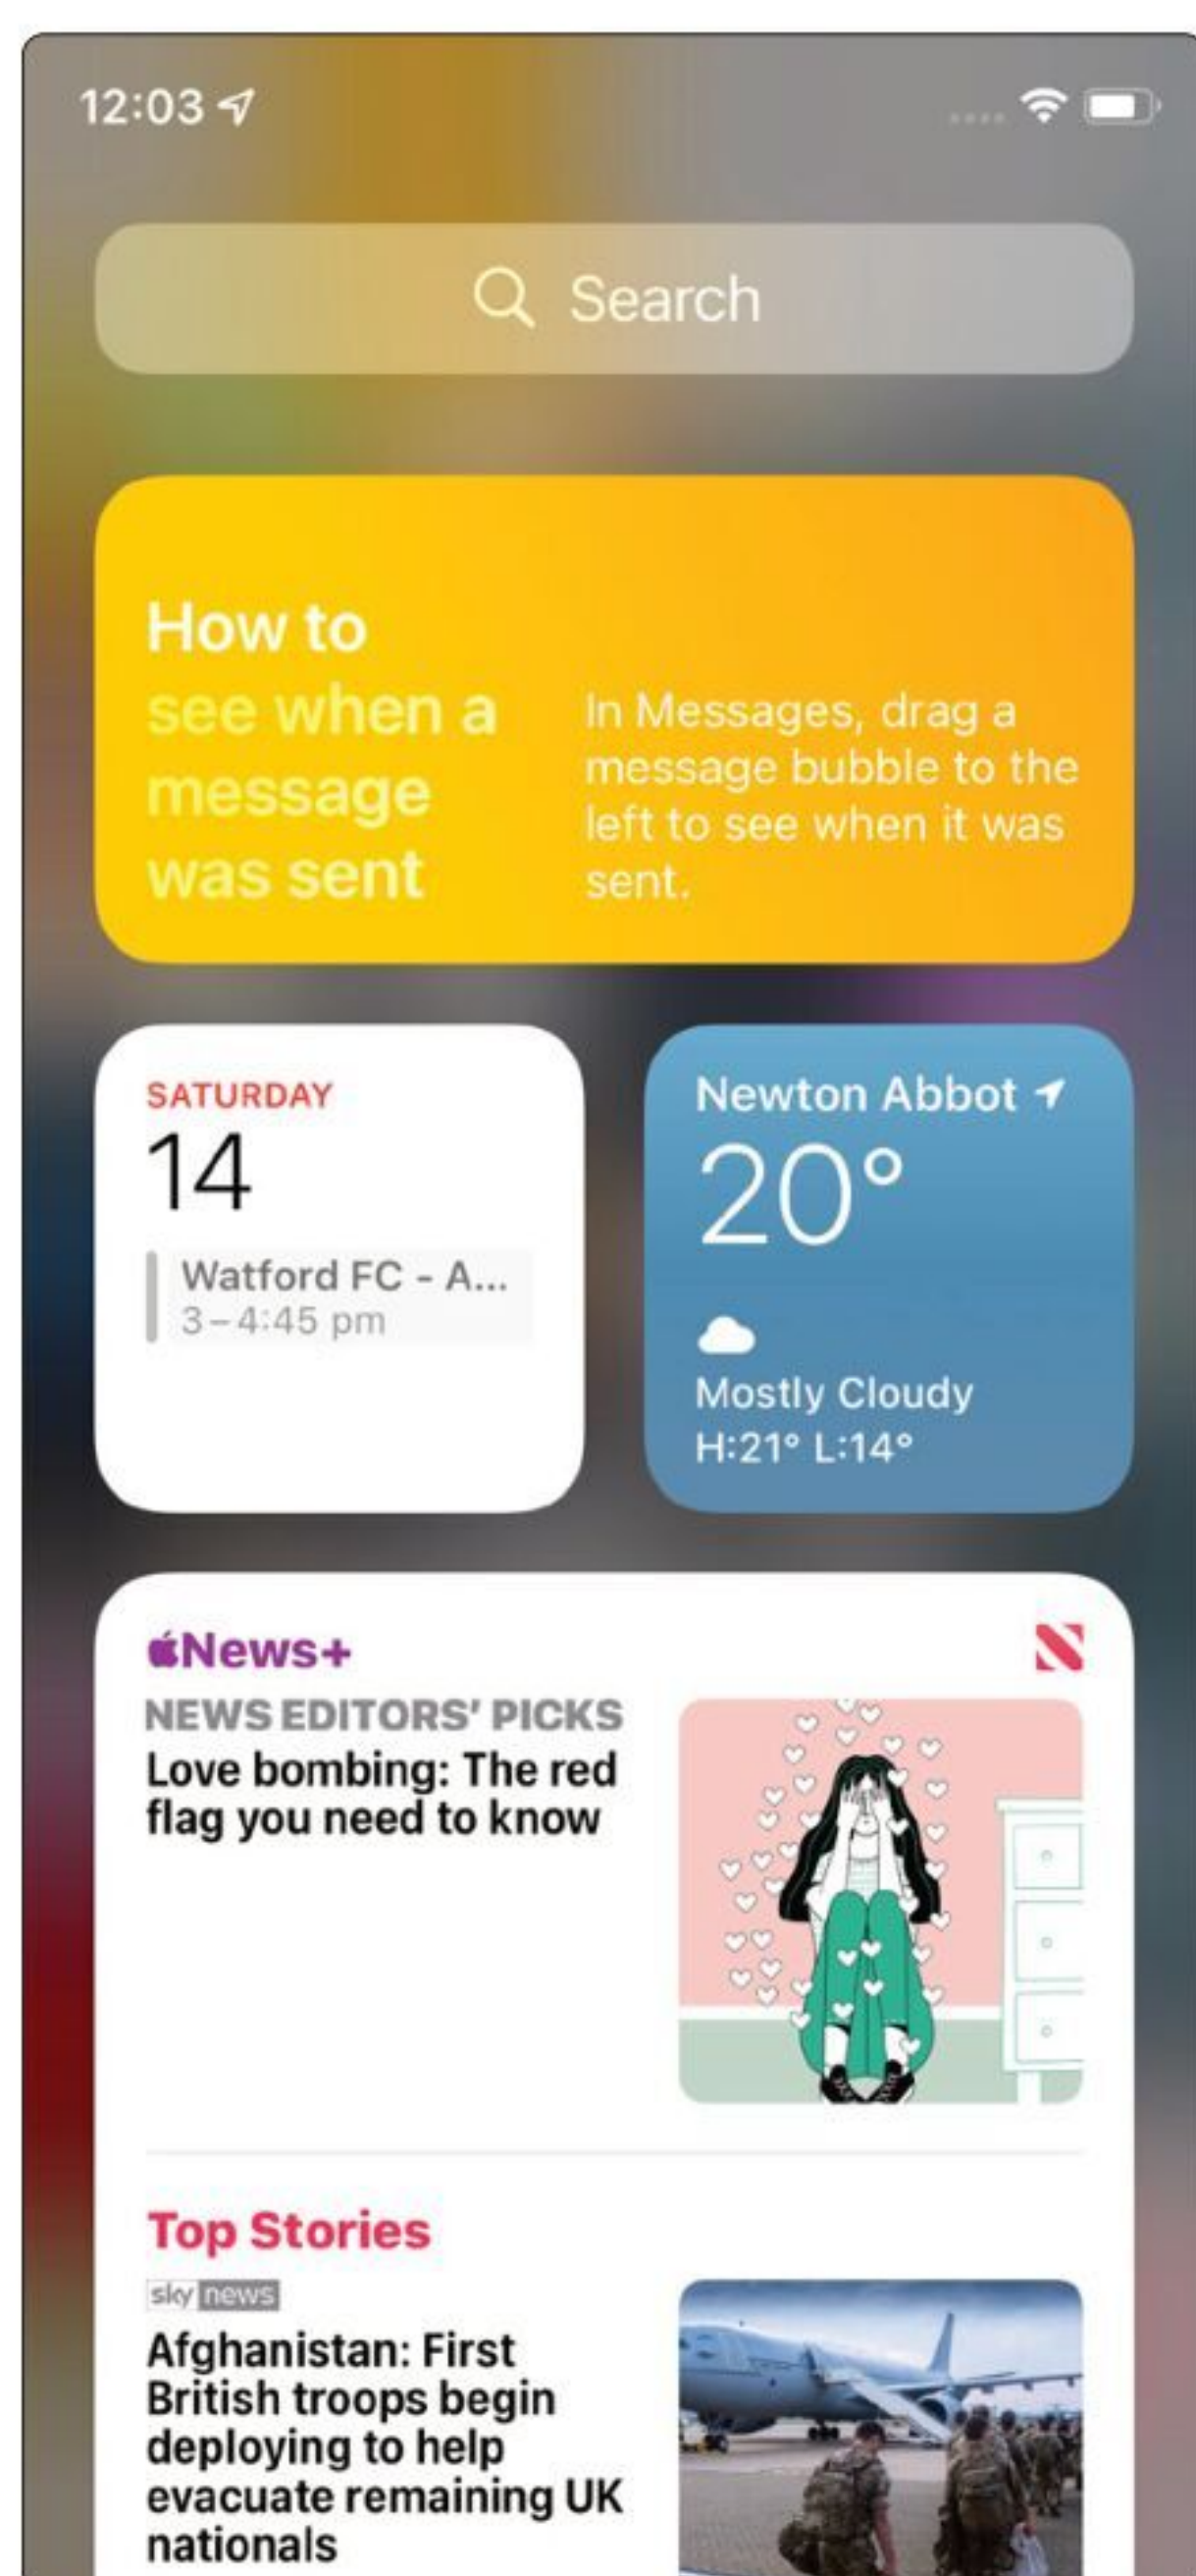 12:03
Search
How to
see when a
message
was sent
In Messages, drag a
message bubble to the
left to see when it was
sent.
SATURDAY
14
Watford FC - A...
3–4:45 pm
Newton Abbot
20°
Mostly Cloudy
H:21° L:14°
News+
NEWS EDITORS’ PICKS
Love bombing: The red
flag you need to know
Top Stories
sky news
Afghanistan: First
British troops begin
deploying to help
evacuate remaining UK
nationals